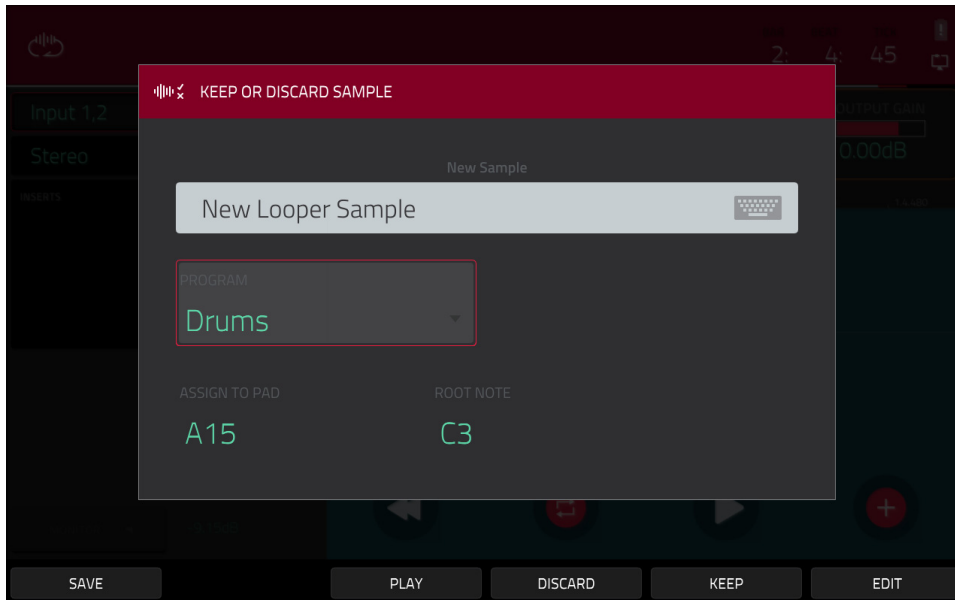 2: 4: 45
KEEP OR DISCARD SAMPLE
Input 1,2
OUTPUT GAIN
Stereo
0.00dB
New Sample
INSERTS
New Looper Sample
PROGRAM
Drums
ASSIGN TO PAD ROOT NOTE
A15 C3
SAVE PLAY DISCARD KEEP EDIT